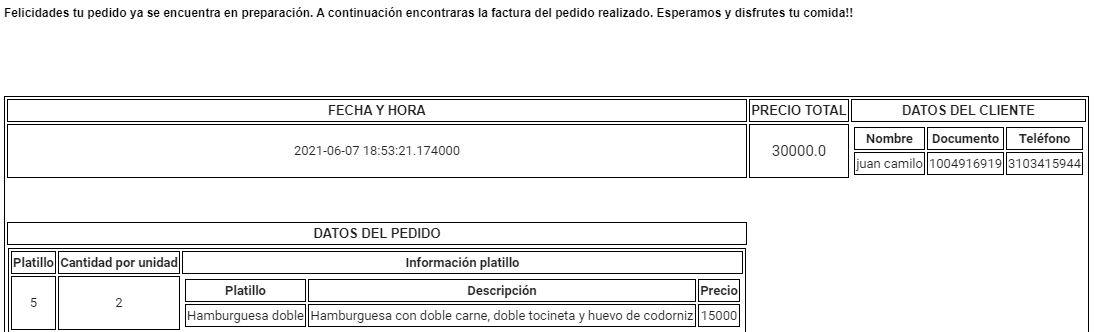 Felicidades tu pedido ya se encuentra en preparación. A continuación encontraras la factura del pedido realizado. Esperamos y disfrutes tu comida!!
FECHA Y HORA PRECIO TOTAL DATOS DEL CLIENTE
Nombre Documento Teléfono
2021-06-07 18:53:21.174000 30000.0
juan camilo 1004916919 3103415944
DATOS DEL PEDIDO
Platillo Cantidad por unidad Información platillo
Platillo Descripción Precio
5 2
Hamburguesa doble Hamburguesa con doble carne, doble tocineta y huevo de codorniz 15000